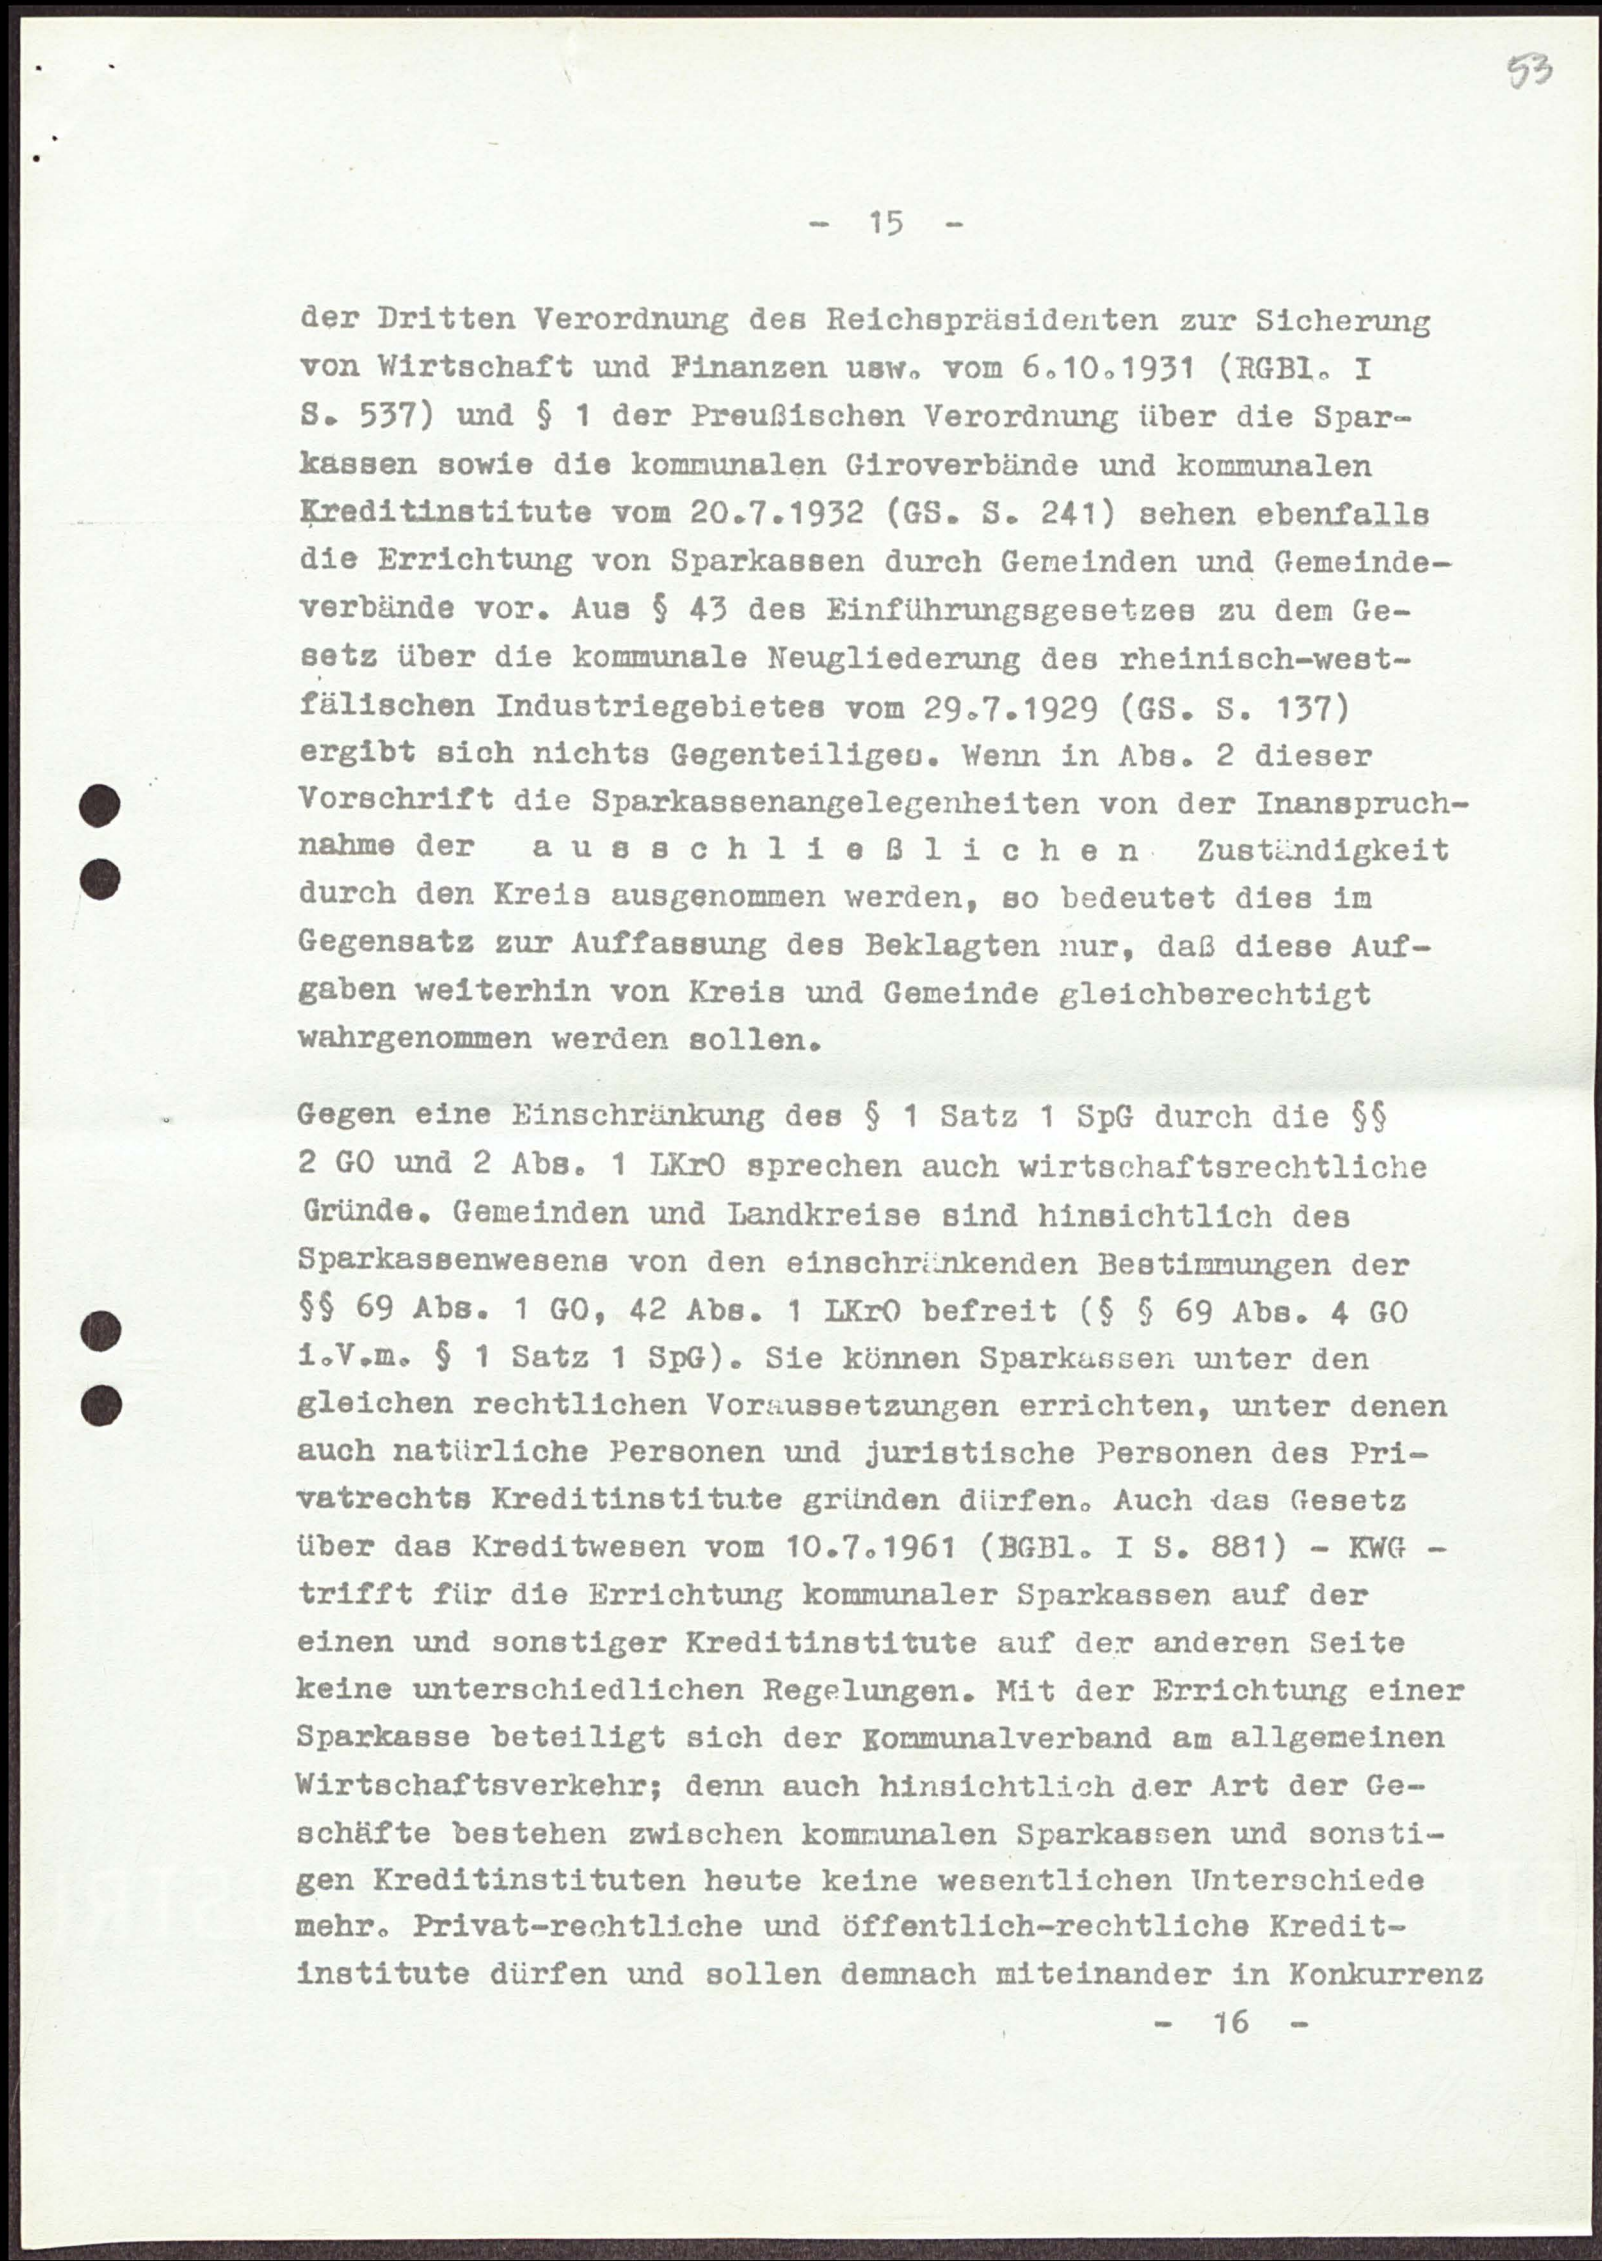 53
- 15 -
der Dritten Verordnung des Reichspräsidenten zur Sicherung
von Wirtschaft und Finanzen usw. vom 6.10.1931 (RGBl. I
S. 537) und § 1 der Preußischen Verordnung über die Spar-
kassen sowie die kommunalen Giroverbände und kommunalen
Kreditinstitute vom 20.7.1932 (GS. S. 241) sehen ebenfalls
die Errichtung von Sparkassen durch Gemeinden und Gemeinde-
verbände vor. Aus § 43 des Einführungsgesetzes zu dem Ge-
setz über die kommunale Neugliederung des rheinisch-west-
fälischen Industriegebietes vom 29.7.1929 (GS. S. 137)
ergibt sich nichts Gegenteiliges. Wenn in Abs. 2 dieser
Vorschrift die Sparkassenangelegenheiten von der Inanspruch-
nahme der a u s s c h l i e ß l i c h e n Zuständigkeit
durch den Kreis ausgenommen werden, so bedeutet dies im
Gegensatz zur Auffassung des Beklagten nur, daß diese Auf-
gaben weiterhin von Kreis und Gemeinde gleichberechtigt
wahrgenommen werden sollen.
Gegen eine Einschränkung des § 1 Satz 1 SpG durch die §§
2 GO und 2 Abs. 1 LKrO sprechen auch wirtschaftsrechtliche
Gründe. Gemeinden und Landkreise sind hinsichtlich des
Sparkassenwesens von den einschränkenden Bestimmungen der
§§ 69 Abs. 1 GO, 42 Abs. 1 LKrO befreit (§ § 69 Abs. 4 GO
i.V.m. § 1 Satz 1 SpG). Sie können Sparkassen unter den
gleichen rechtlichen Voraussetzungen errichten, unter denen
auch natürliche Personen und juristische Personen des Pri-
vatrechts Kreditinstitute gründen dürfen. Auch das Gesetz
über das Kreditwesen vom 10.7.1961 (BGBl. I S. 881) - KWG -
trifft für die Errichtung kommunaler Sparkassen auf der
einen und sonstiger Kreditinstitute auf der anderen Seite
keine unterschiedlichen Regelungen. Mit der Errichtung einer
Sparkasse beteiligt sich der Kommunalverband am allgemeinen
Wirtschaftsverkehr; denn auch hinsichtlich der Art der Ge-
schäfte bestehen zwischen kommunalen Sparkassen und sonsti-
gen Kreditinstituten heute keine wesentlichen Unterschiede
mehr. Privat-rechtliche und öffentlich-rechtliche Kredit-
institute dürfen und sollen demnach miteinander in Konkurrenz
- 16 -